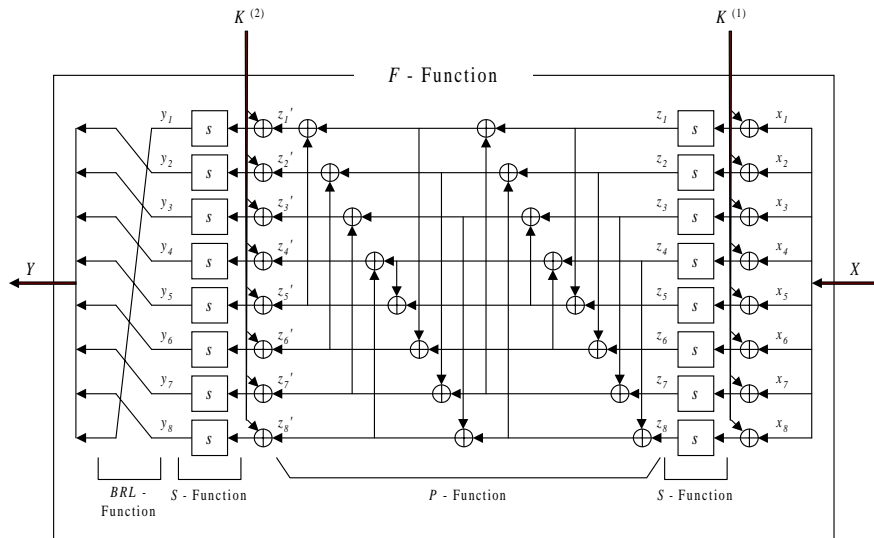 K (2) K (1)
F - Function
y1 s z1' z1 s x1
y2 s z2' z2 s x2
y3 s z3' z3 s x3
y4 s z4' z4 s x4
Y X
y5 s z5' z5 s x5
y6 s z6' z6 s x6
y7 s z7' z7 s x7
y8 s z8' z8 s x8
BRL - Function
S - Function
P - Function
S - Function